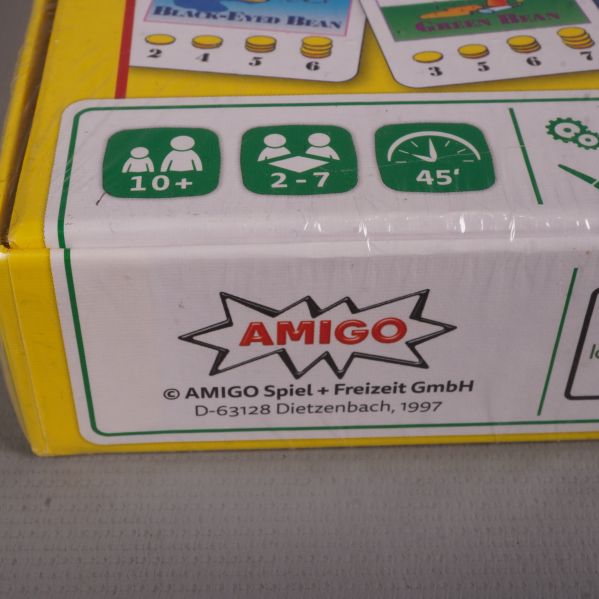 BLACK-EYED BEAN
2 4 5 6
GREEN BEAN
3 5 6 7
10+
2 - 7
45'
AMIGO
© AMIGO Spiel + Freizeit GmbH
D-63128 Dietzenbach, 1997